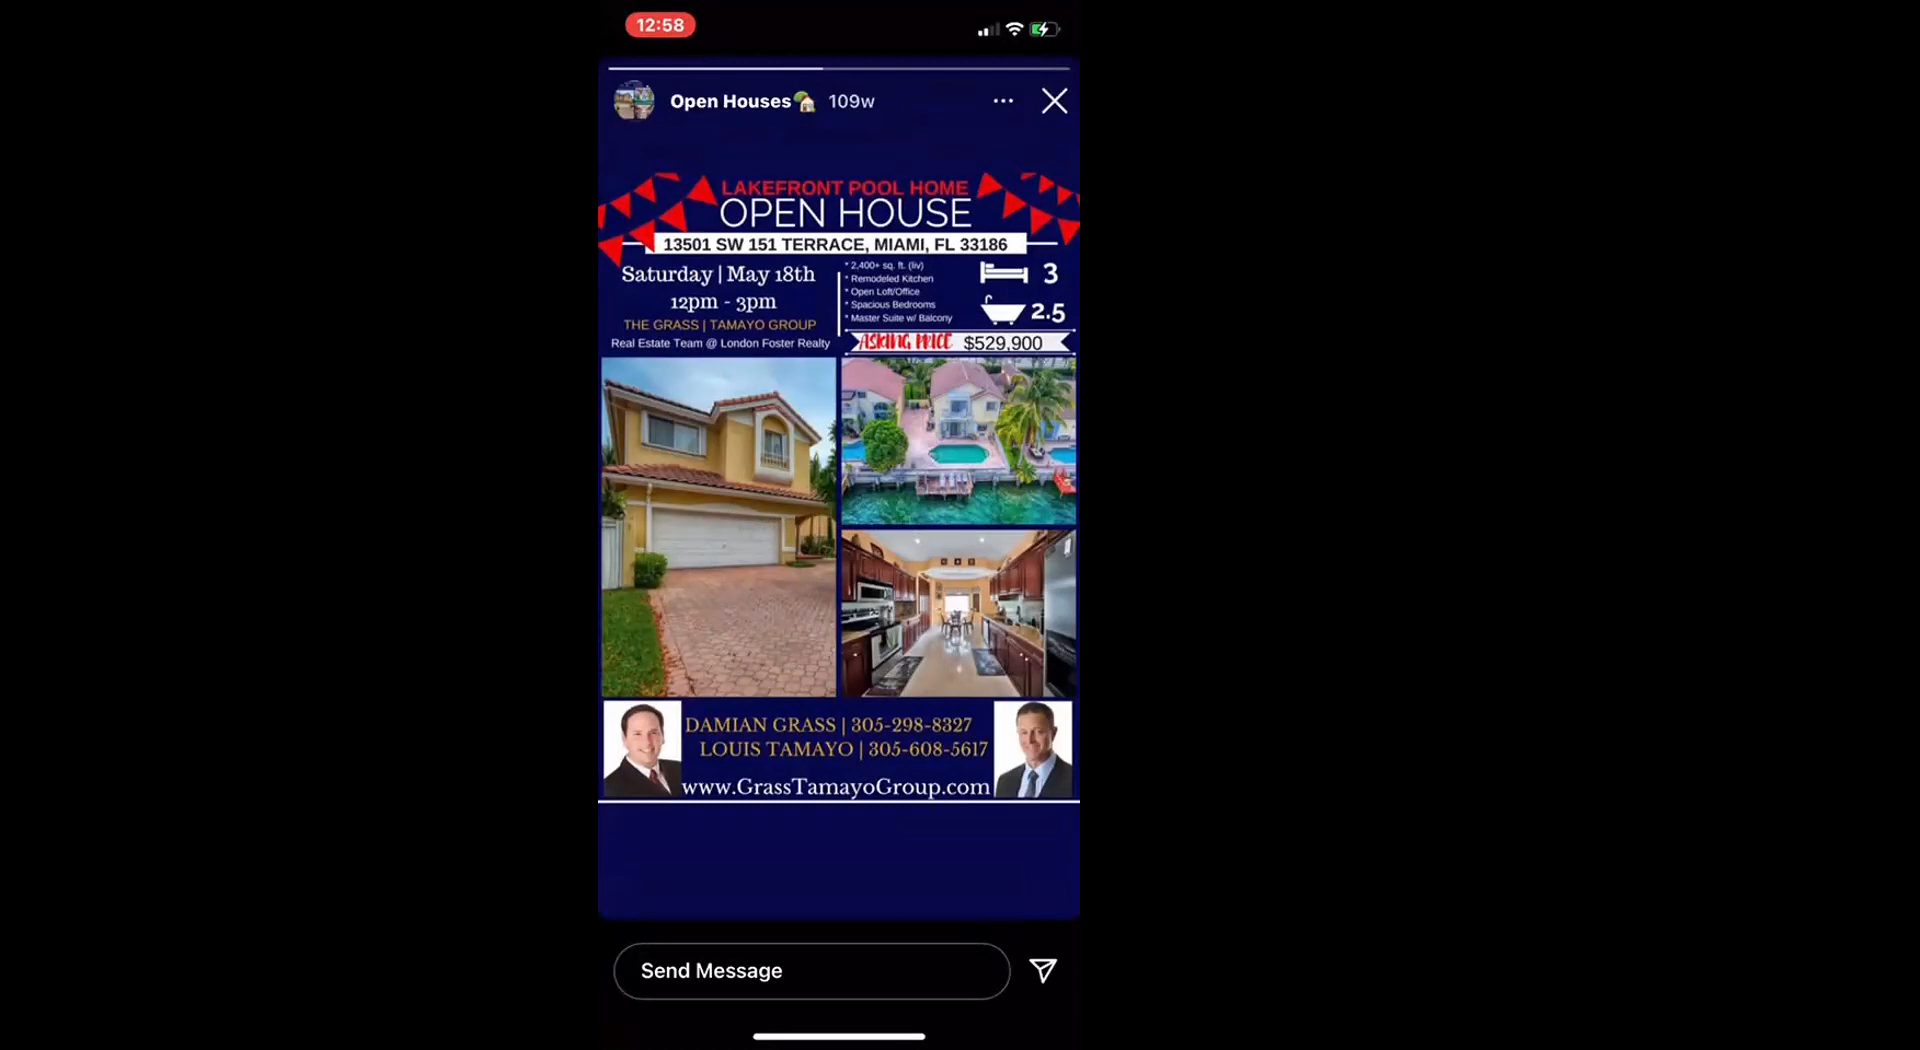 12:58
Open Houses 109w
LAKEFRONT POOL HOME
OPEN HOUSE
13501 SW 151 TERRACE, MIAMI, FL 33186
Saturday | May 18th
12pm - 3pm
THE GRASS | TAMAYO GROUP
Real Estate Team @ London Foster Realty
* 2,400+ sq. ft. (liv)
* Remodeled Kitchen
* Open Loft/Office
* Spacious Bedrooms
* Master Suite w/ Balcony
3
2.5
ASKING PRICE $529,900
DAMIAN GRASS | 305-298-8327
LOUIS TAMAYO | 305-608-5617
www.GrassTamayoGroup.com
Send Message